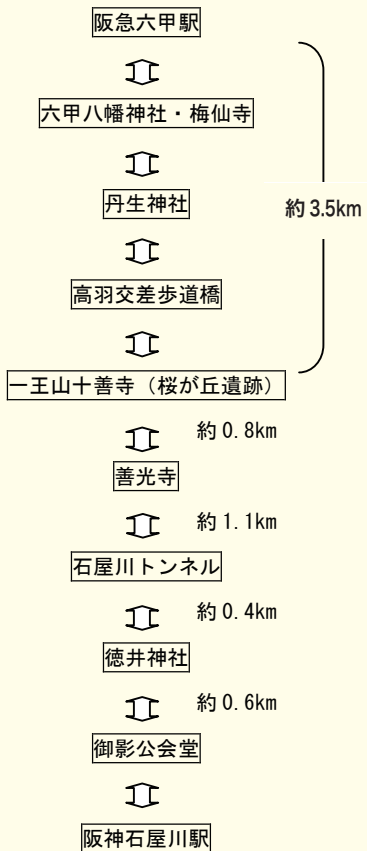 阪急六甲駅
六甲八幡神社・梅仙寺
丹生神社
約3.5km
高羽交差歩道橋
一王山十善寺（桜が丘遺跡）
約0.8km
善光寺
約1.1km
石屋川トンネル
約0.4km
徳井神社
約0.6km
御影公会堂
阪神石屋川駅